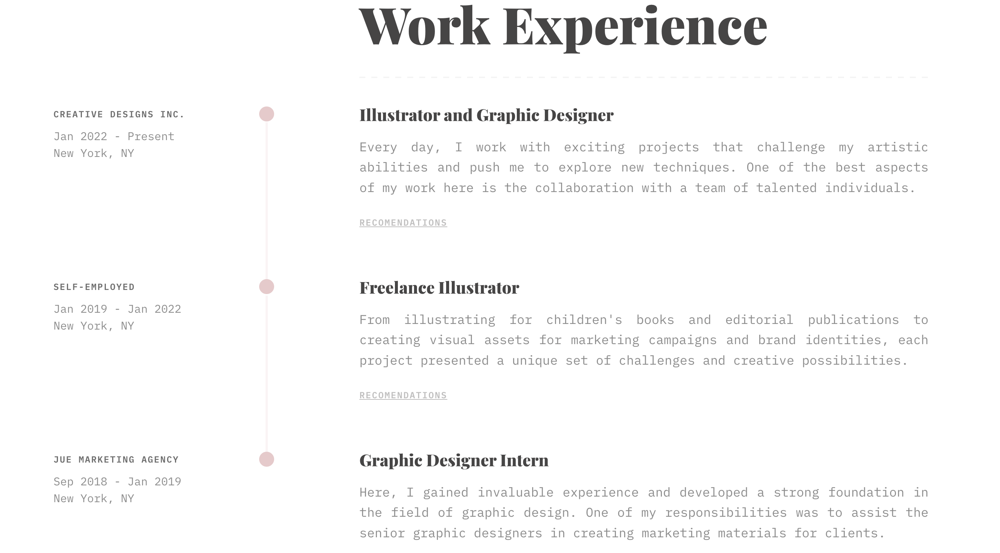 Work Experience
CREATIVE DESIGNS INC.
Jan 2022 - Present
New York, NY
Illustrator and Graphic Designer
Every day, I work with exciting projects that challenge my artistic
abilities and push me to explore new techniques. One of the best aspects
of my work here is the collaboration with a team of talented individuals.
RECOMENDATIONS
SELF-EMPLOYED
Jan 2019 - Jan 2022
New York, NY
Freelance Illustrator
From illustrating for children's books and editorial publications to
creating visual assets for marketing campaigns and brand identities, each
project presented a unique set of challenges and creative possibilities.
RECOMENDATIONS
JUE MARKETING AGENCY
Sep 2018 - Jan 2019
New York, NY
Graphic Designer Intern
Here, I gained invaluable experience and developed a strong foundation in
the field of graphic design. One of my responsibilities was to assist the
senior graphic designers in creating marketing materials for clients.